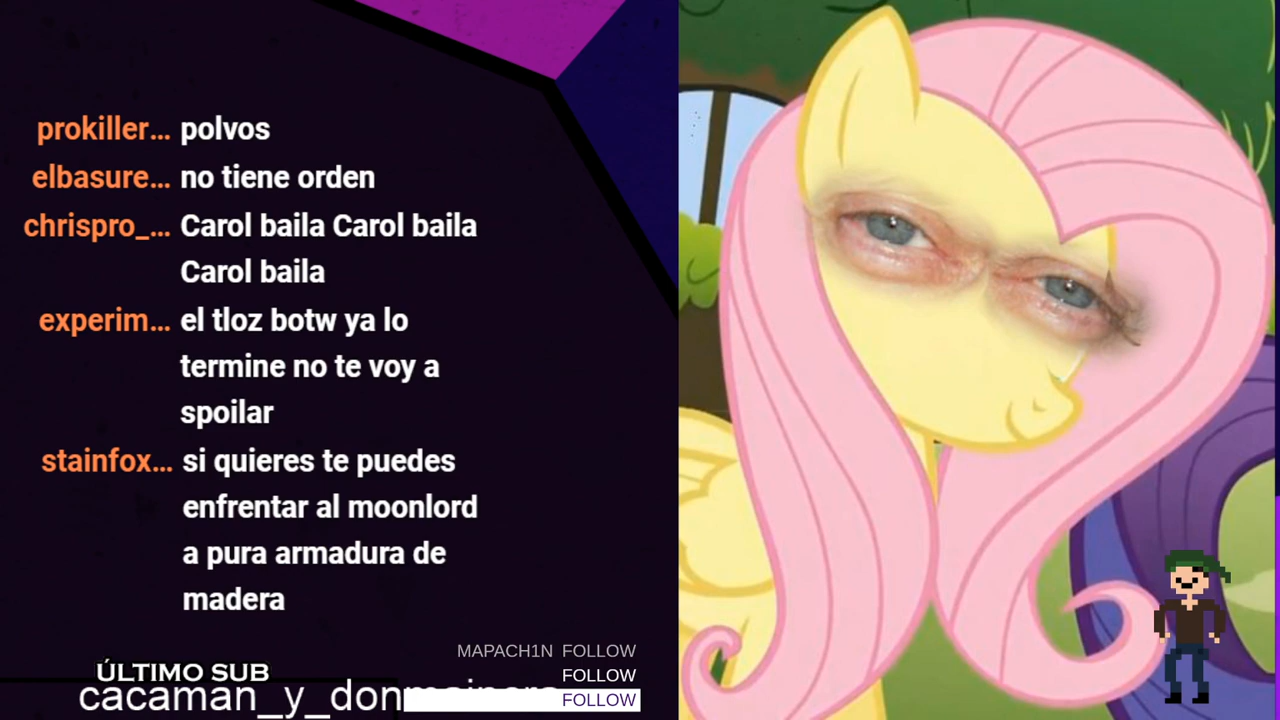 prokiller... polvos
elbasure... no tiene orden
chrispro_... Carol baila Carol baila
Carol baila
experim... el tloz botw ya lo
termine no te voy a
spoilar
stainfox... si quieres te puedes
enfrentar al moonlord
a pura armadura de
madera
MAPACH1N FOLLOW
ÚLTIMO SUB
FOLLOW
cacaman_y_don
FOLLOW